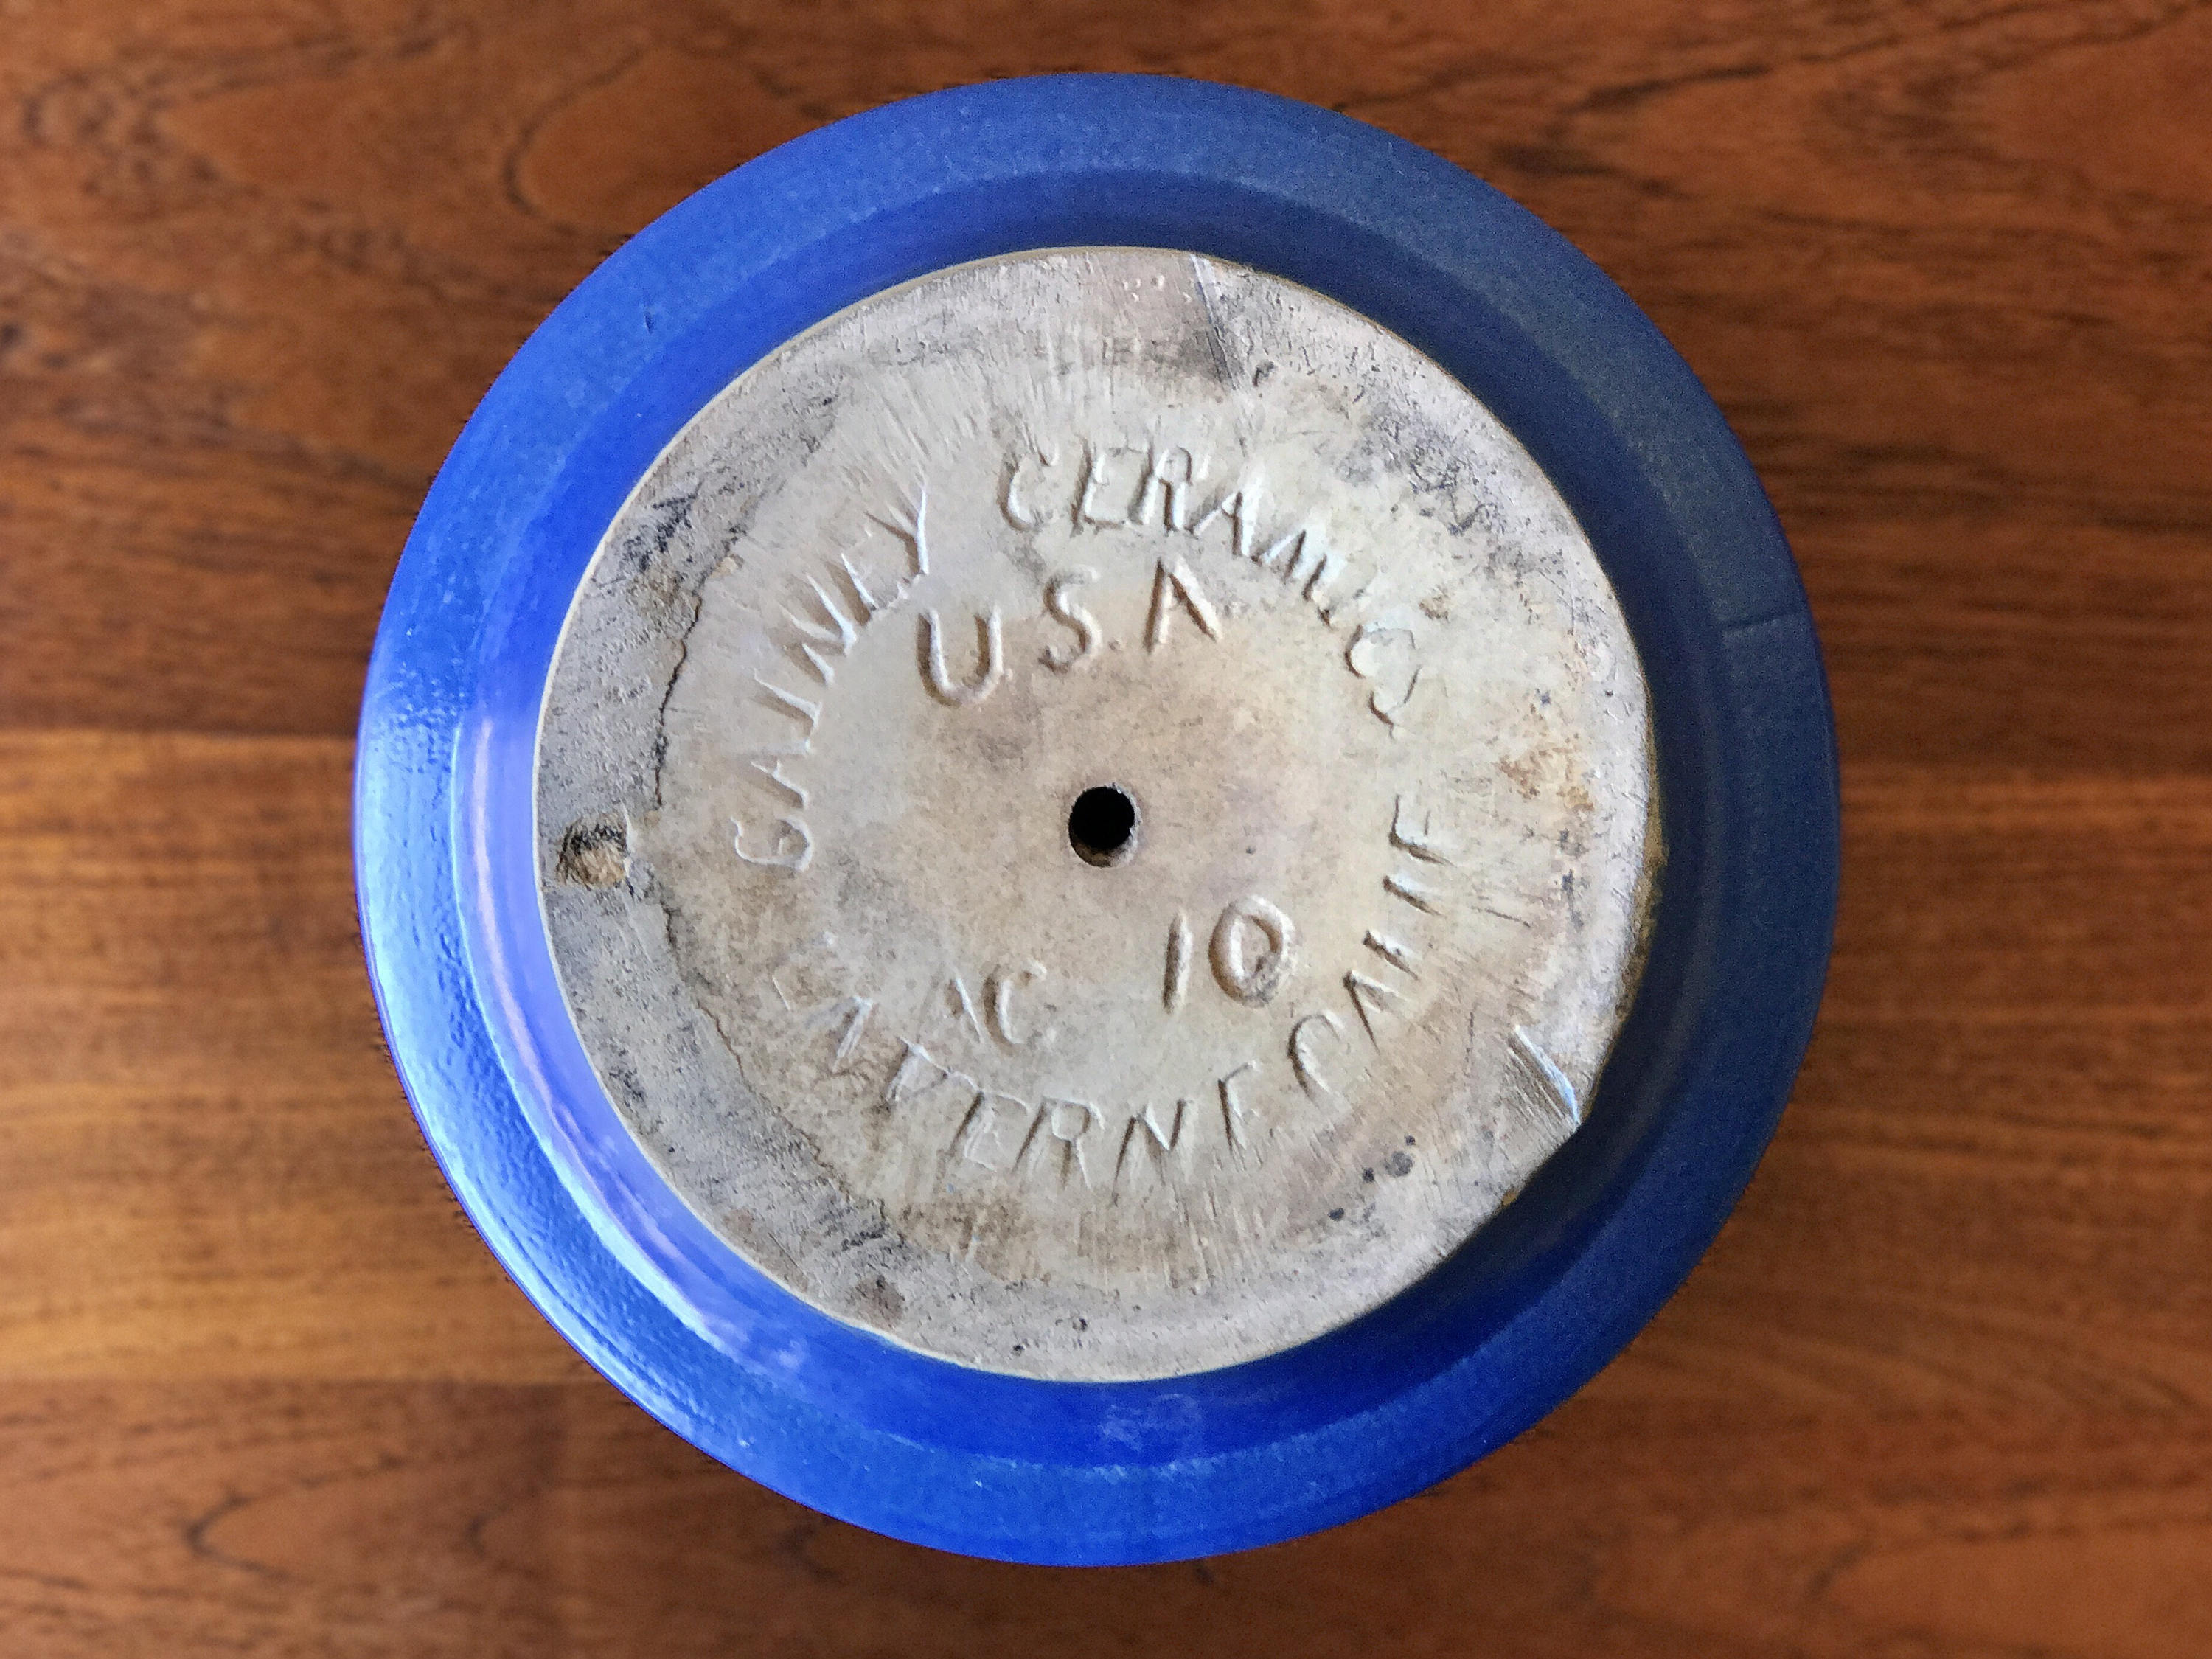 GAINEY CERAMICS
U.S.A
AC 10
LA VERNE CALIF